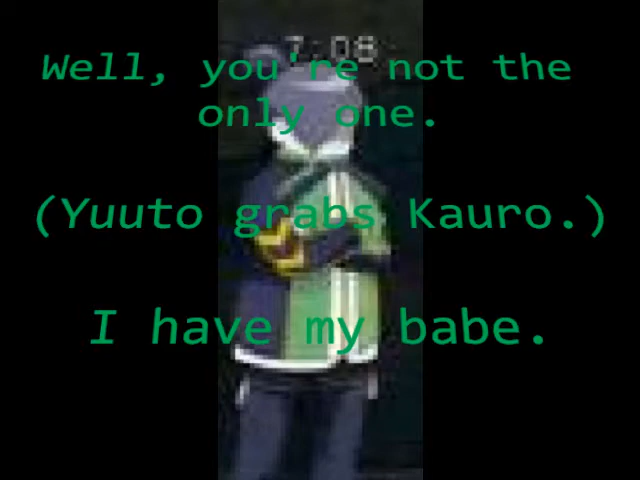 7:08
Well, you're not the
only one.
(Yuuto grabs Kauro.)
I have my babe.